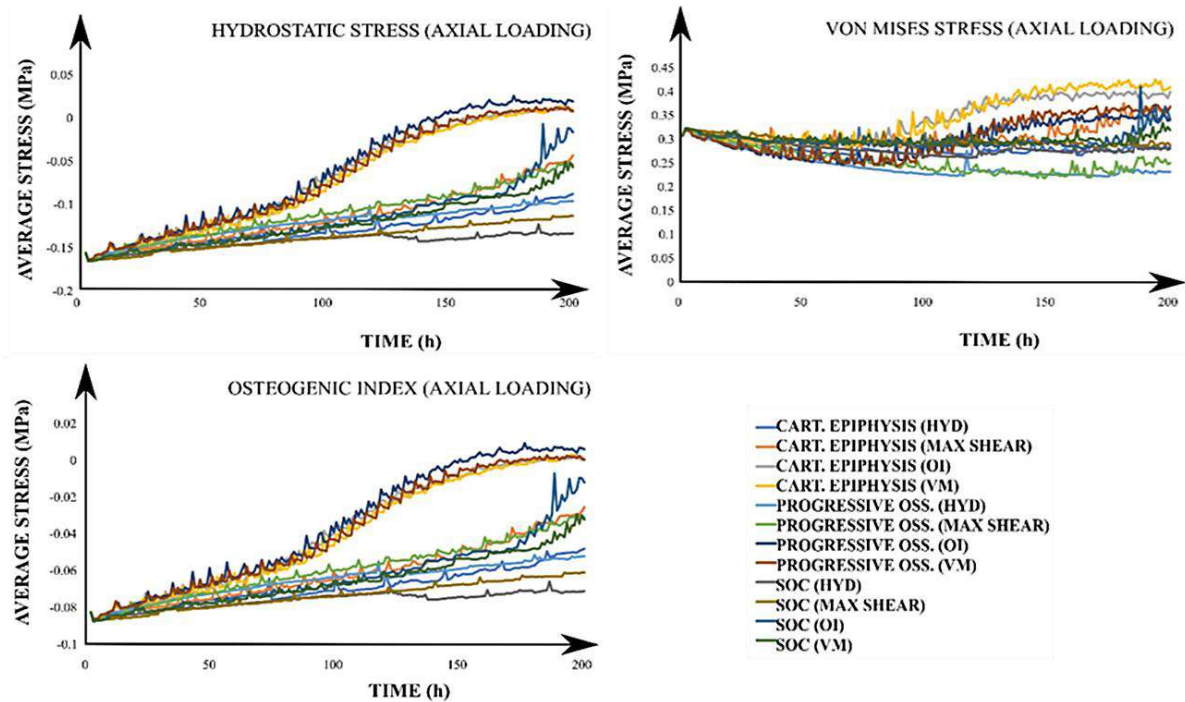 HYDROSTATIC STRESS (AXIAL LOADING)
AVERAGE STRESS (MPa)
0.05
0
-0.05
-0.1
-0.15
-0.2
0 50 100 150 200
TIME (h)
VON MISES STRESS (AXIAL LOADING)
AVERAGE STRESS (MPa)
0.45
0.4
0.35
0.3
0.25
0.2
0.15
0.1
0.05
0
0 50 100 150 200
TIME (h)
OSTEOGENIC INDEX (AXIAL LOADING)
AVERAGE STRESS (MPa)
0.02
0
-0.02
-0.04
-0.06
-0.08
-0.1
0 50 100 150 200
TIME (h)
CART. EPIPHYSIS (HYD)
CART. EPIPHYSIS (MAX SHEAR)
CART. EPIPHYSIS (OI)
CART. EPIPHYSIS (VM)
PROGRESSIVE OSS. (HYD)
PROGRESSIVE OSS. (MAX SHEAR)
PROGRESSIVE OSS. (OI)
PROGRESSIVE OSS. (VM)
SOC (HYD)
SOC (MAX SHEAR)
SOC (OI)
SOC (VM)